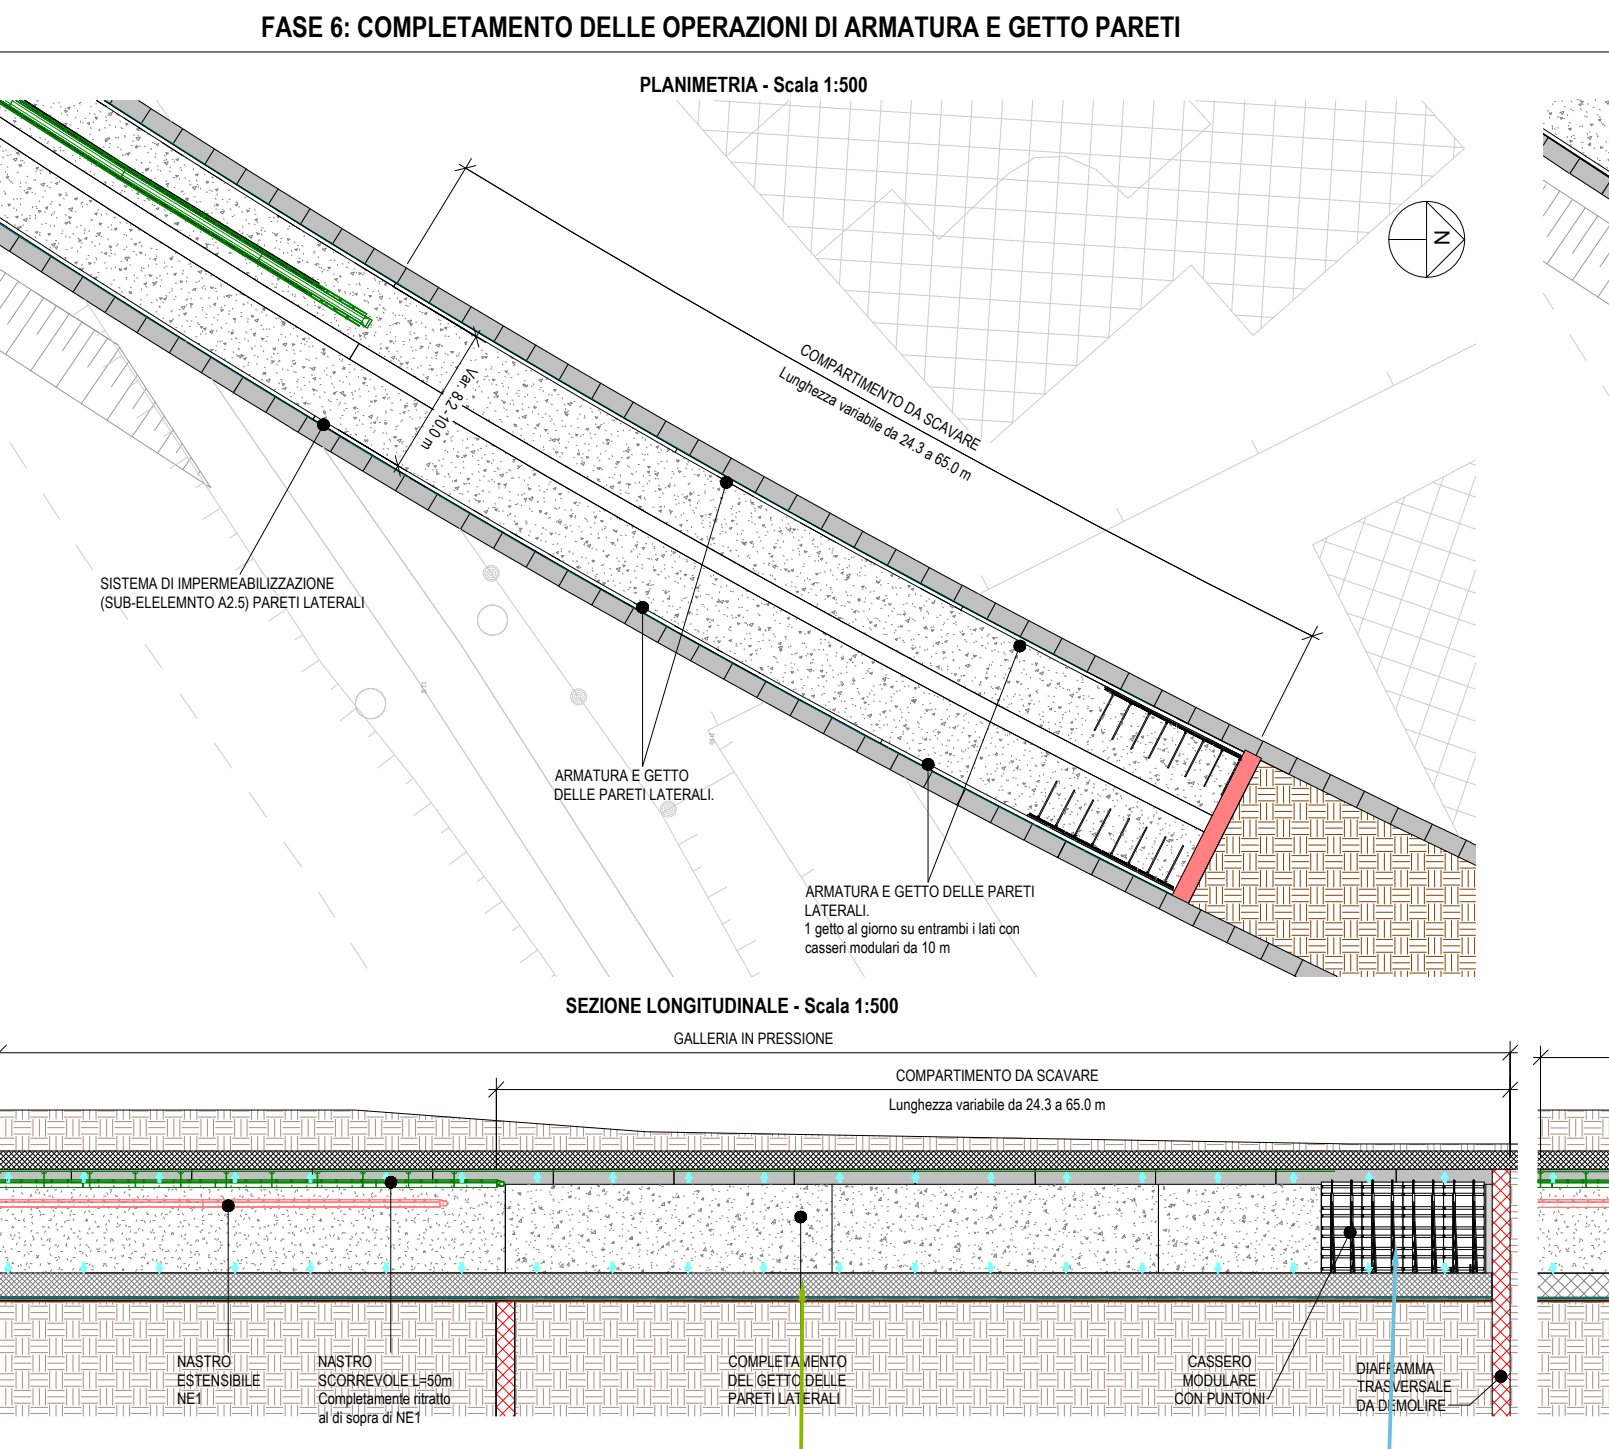 FASE 6: COMPLETAMENTO DELLE OPERAZIONI DI ARMATURA E GETTO PARETI
PLANIMETRIA - Scala 1:500
N
COMPARTIMENTO DA SCAVARE
Lunghezza variabile da 24.3 a 65.0 m
Var. 8.2 - 10.0 m
SISTEMA DI IMPERMEABILIZZAZIONE
(SUB-ELELEMNTO A2.5) PARETI LATERALI
ARMATURA E GETTO
DELLE PARETI LATERALI.
ARMATURA E GETTO DELLE PARETI
LATERALI.
1 getto al giorno su entrambi i lati con
casseri modulari da 10 m
SEZIONE LONGITUDINALE - Scala 1:500
GALLERIA IN PRESSIONE
COMPARTIMENTO DA SCAVARE
Lunghezza variabile da 24.3 a 65.0 m
NASTRO
ESTENSIBILE
NE1
NASTRO
SCORREVOLE L=50m
Completamente ritratto
al di sopra di NE1
COMPLETAMENTO
DEL GETTO DELLE
PARETI LATERALI
CASSERO
MODULARE
CON PUNTONI
DIAFRAMMA
TRASVERSALE
DA DEMOLIRE